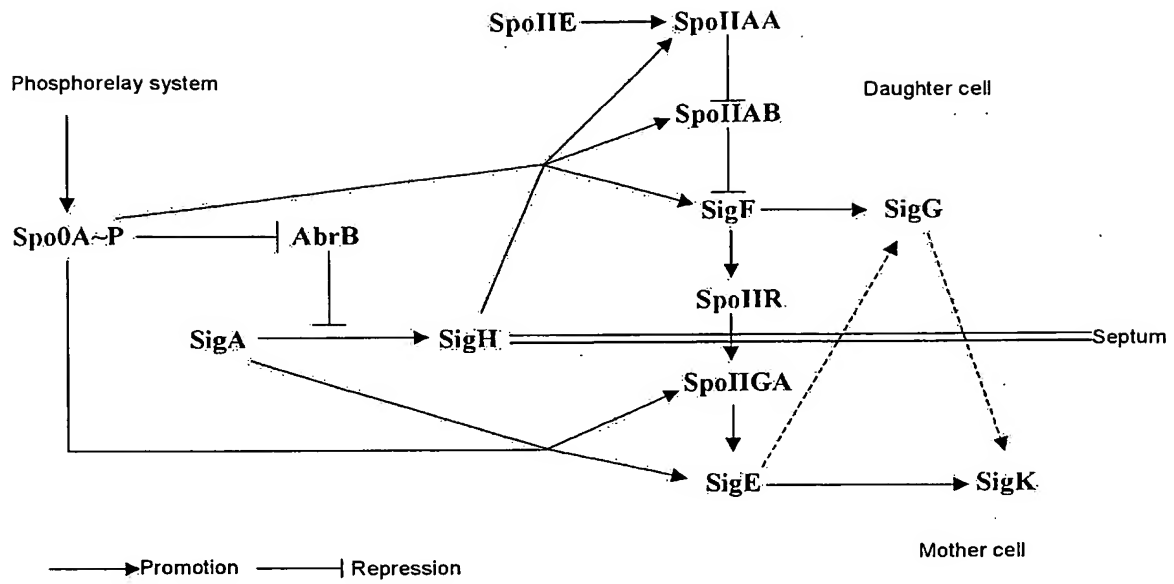 SpoIIE
SpoIIAA
Phosphorelay system
Daughter cell
SpoIIAB
SigF
SigG
Spo0A~P
AbrB
SpoIIR
SigA
SigH
Septum
SpoIIGA
SigE
SigK
Mother cell
Promotion
Repression